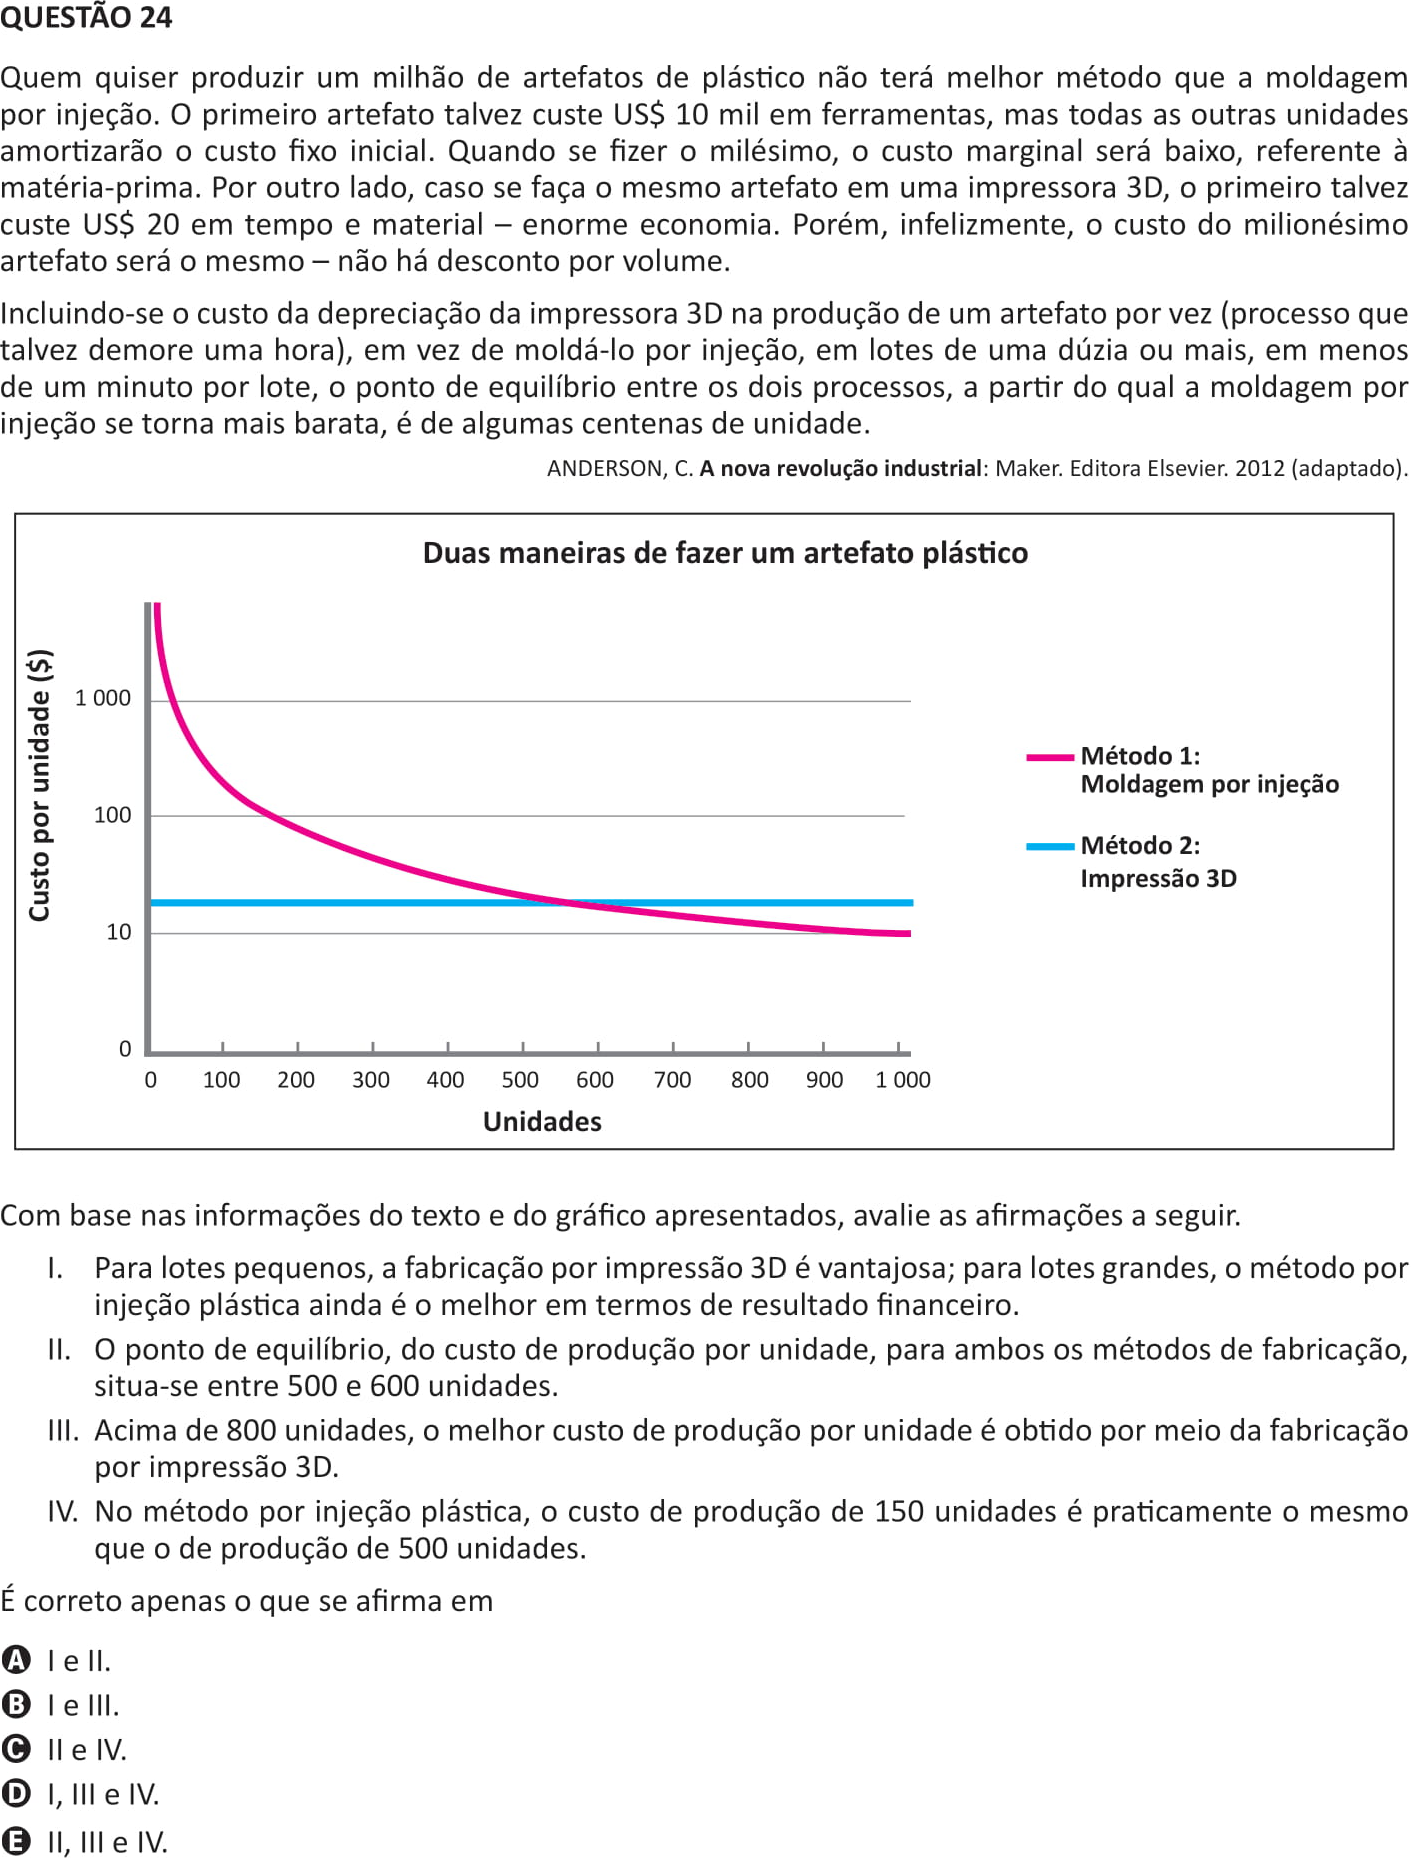 QUESTÃO 24
Quem quiser produzir um milhão de artefatos de plástico não terá melhor método que a moldagem
por injeção. O primeiro artefato talvez custe US$ 10 mil em ferramentas, mas todas as outras unidades
amortizarão o custo fixo inicial. Quando se fizer o milésimo, o custo marginal será baixo, referente à
matéria-prima. Por outro lado, caso se faça o mesmo artefato em uma impressora 3D, o primeiro talvez
custe US$ 20 em tempo e material – enorme economia. Porém, infelizmente, o custo do milionésimo
artefato será o mesmo – não há desconto por volume.
Incluindo-se o custo da depreciação da impressora 3D na produção de um artefato por vez (processo que
talvez demore uma hora), em vez de moldá-lo por injeção, em lotes de uma dúzia ou mais, em menos
de um minuto por lote, o ponto de equilíbrio entre os dois processos, a partir do qual a moldagem por
injeção se torna mais barata, é de algumas centenas de unidade.
ANDERSON, C. A nova revolução industrial: Maker. Editora Elsevier. 2012 (adaptado).
Duas maneiras de fazer um artefato plástico
Custo por unidade ($)
1 000
100
10
0
0 100 200 300 400 500 600 700 800 900 1 000
Unidades
Método 1:
Moldagem por injeção
Método 2:
Impressão 3D
Com base nas informações do texto e do gráfico apresentados, avalie as afirmações a seguir.
I. Para lotes pequenos, a fabricação por impressão 3D é vantajosa; para lotes grandes, o método por
injeção plástica ainda é o melhor em termos de resultado financeiro.
II. O ponto de equilíbrio, do custo de produção por unidade, para ambos os métodos de fabricação,
situa-se entre 500 e 600 unidades.
III. Acima de 800 unidades, o melhor custo de produção por unidade é obtido por meio da fabricação
por impressão 3D.
IV. No método por injeção plástica, o custo de produção de 150 unidades é praticamente o mesmo
que o de produção de 500 unidades.
É correto apenas o que se afirma em
A I e II.
B I e III.
C II e IV.
D I, III e IV.
E II, III e IV.